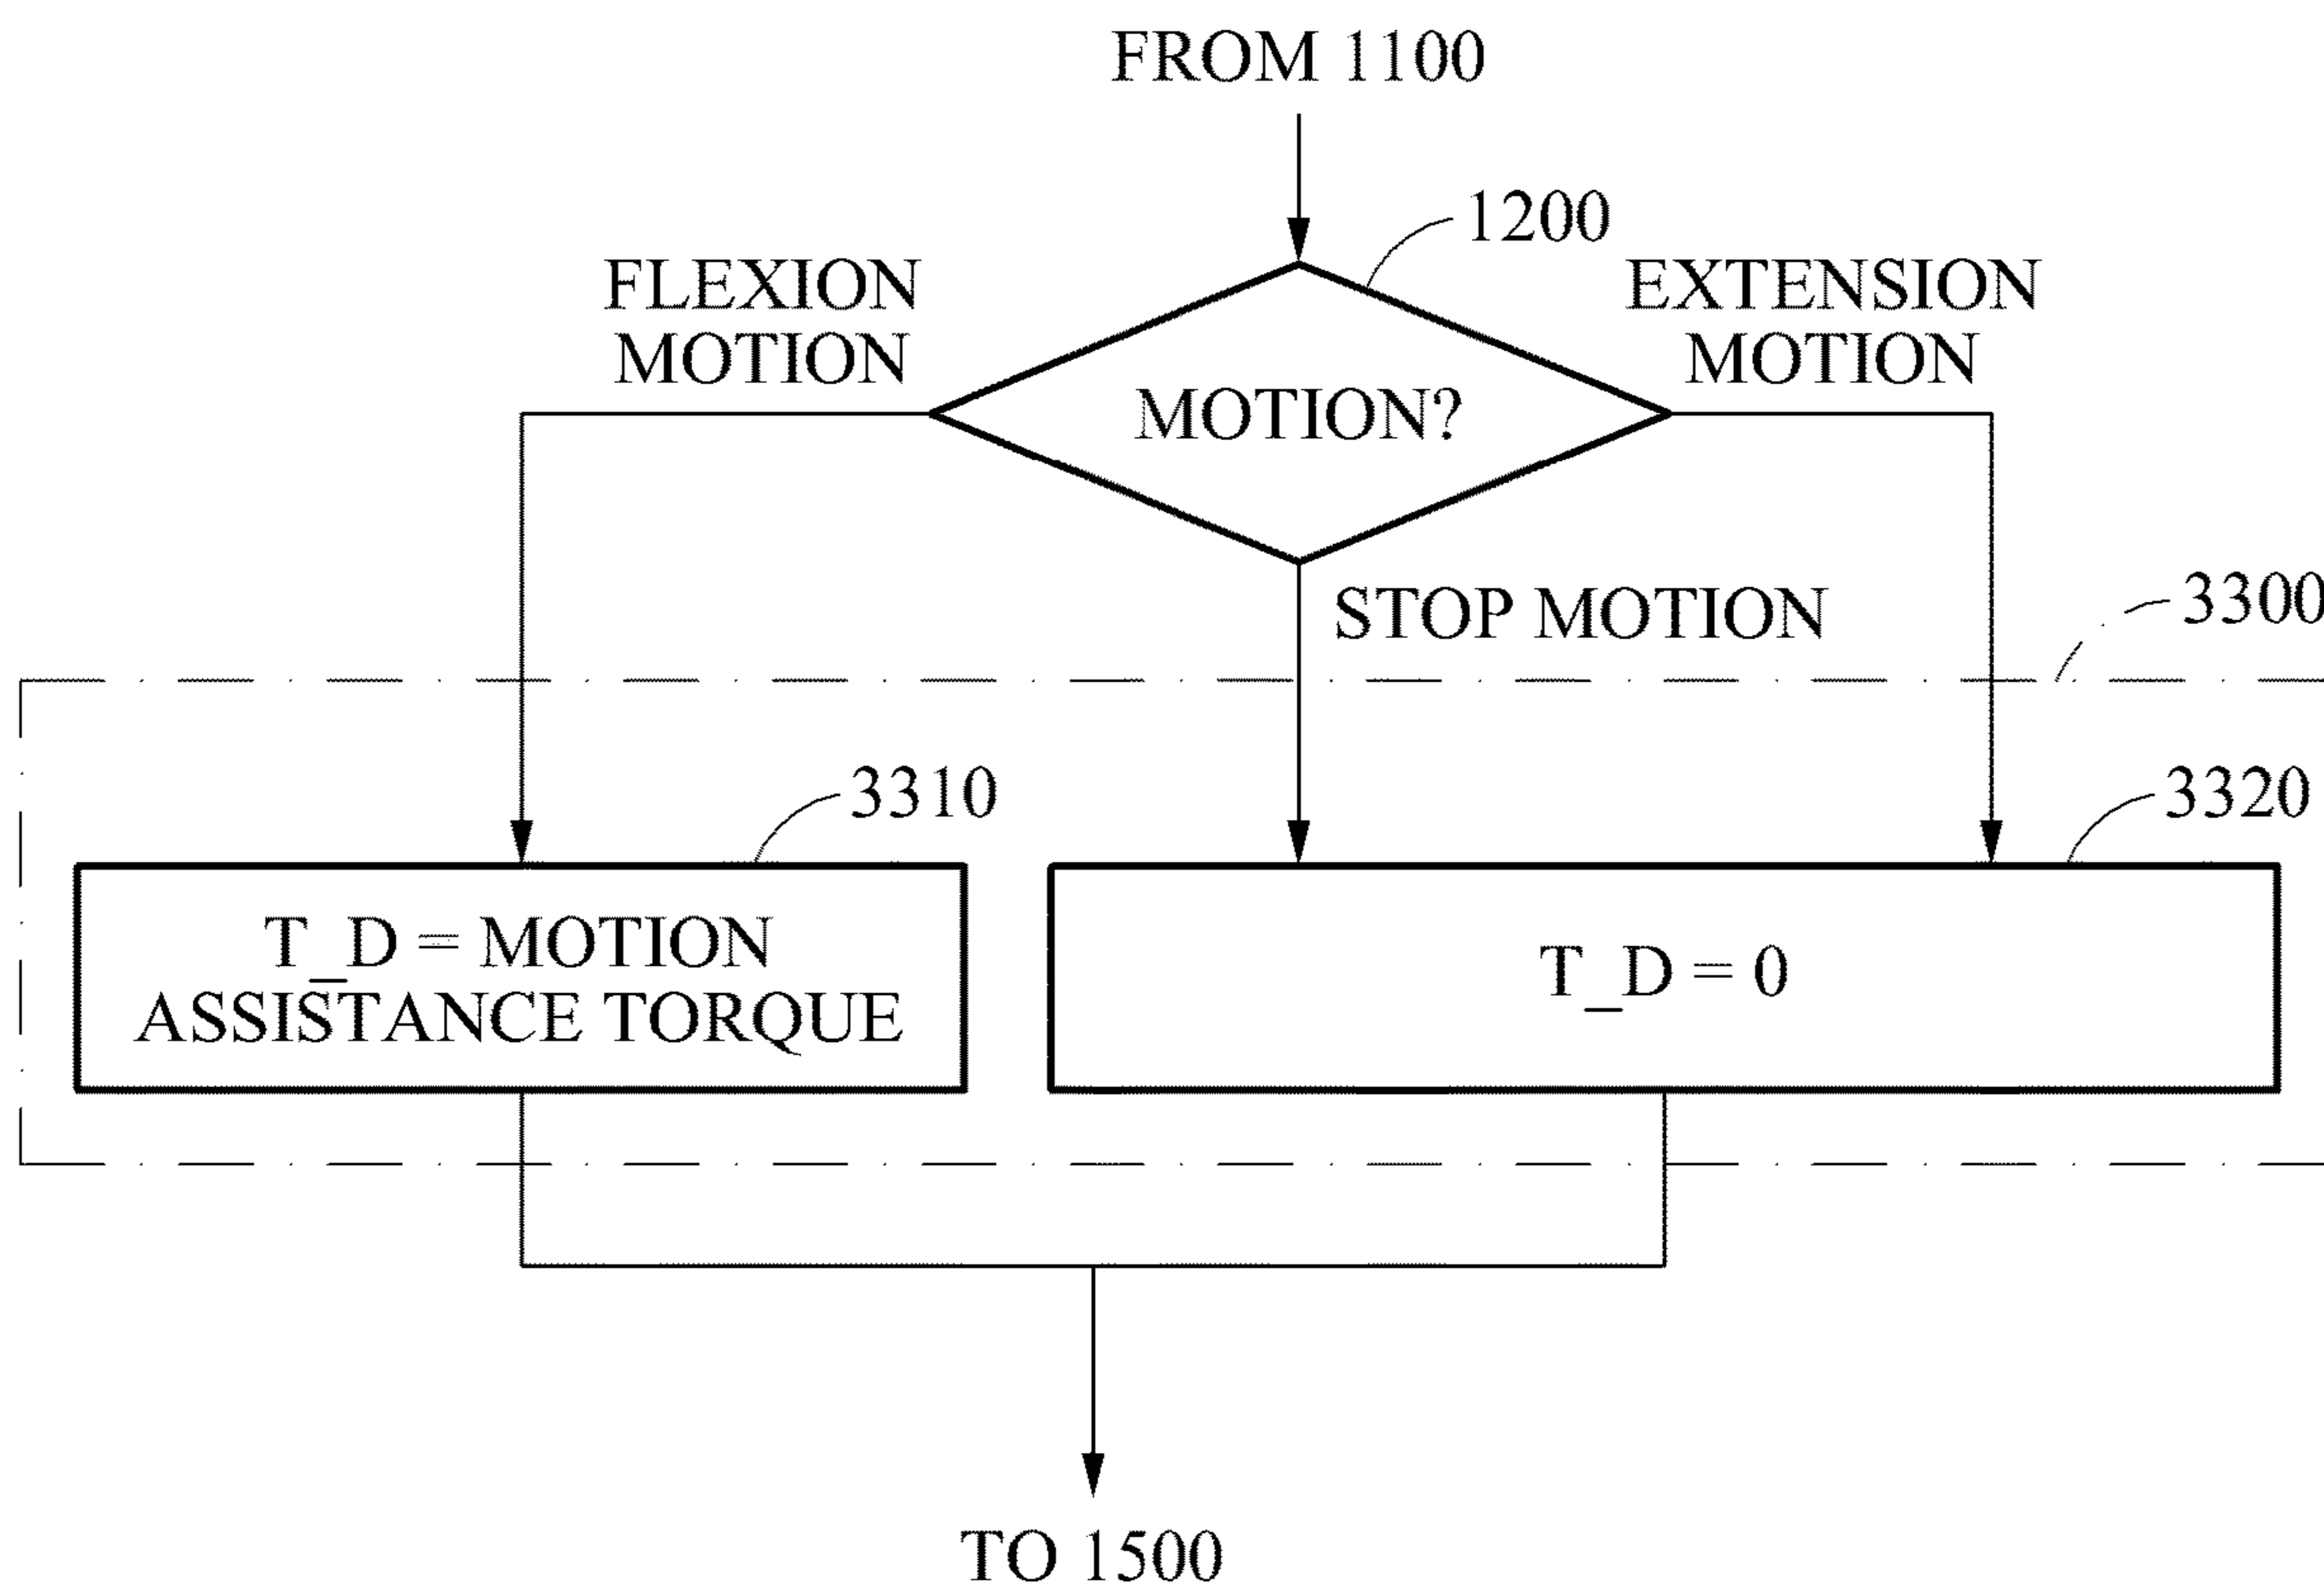 FROM 1100
1200
FLEXION
MOTION
EXTENSION
MOTION
MOTION?
STOP MOTION
3300
3310
3320
T_D = MOTION
ASSISTANCE TORQUE
T_D = 0
TO 1500